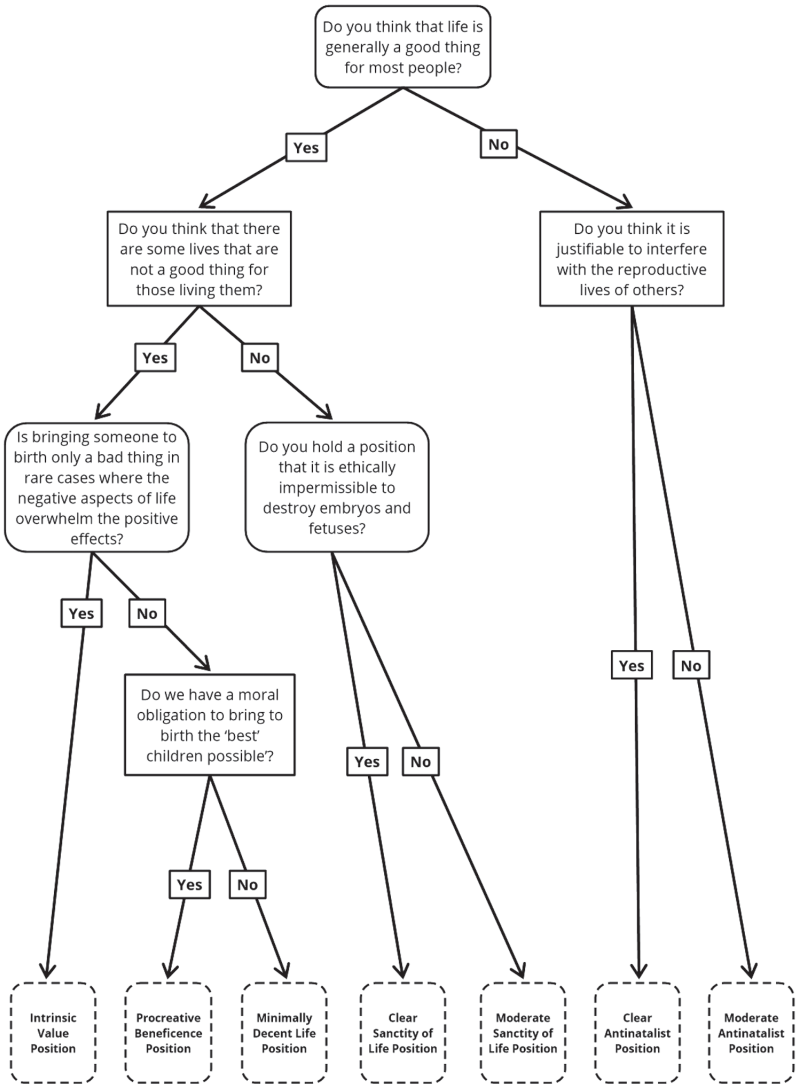 Do you think that life is
generally a good thing
for most people?
Yes
No
Do you think that there
are some lives that are
not a good thing for
those living them?
Do you think it is
justifiable to interfere
with the reproductive
lives of others?
Yes
No
Is bringing someone to
birth only a bad thing in
rare cases where the
negative aspects of life
overwhelm the positive
effects?
Do you hold a position
that it is ethically
impermissible to
destroy embryos and
fetuses?
Yes
No
Do we have a moral
obligation to bring to
birth the ‘best’
children possible’?
Yes
No
Yes
No
Yes
No
Intrinsic
Value
Position
Procreative
Beneficence
Position
Minimally
Decent Life
Position
Clear
Sanctity of
Life Position
Moderate
Sanctity of
Life Position
Clear
Antinatalist
Position
Moderate
Antinatalist
Position